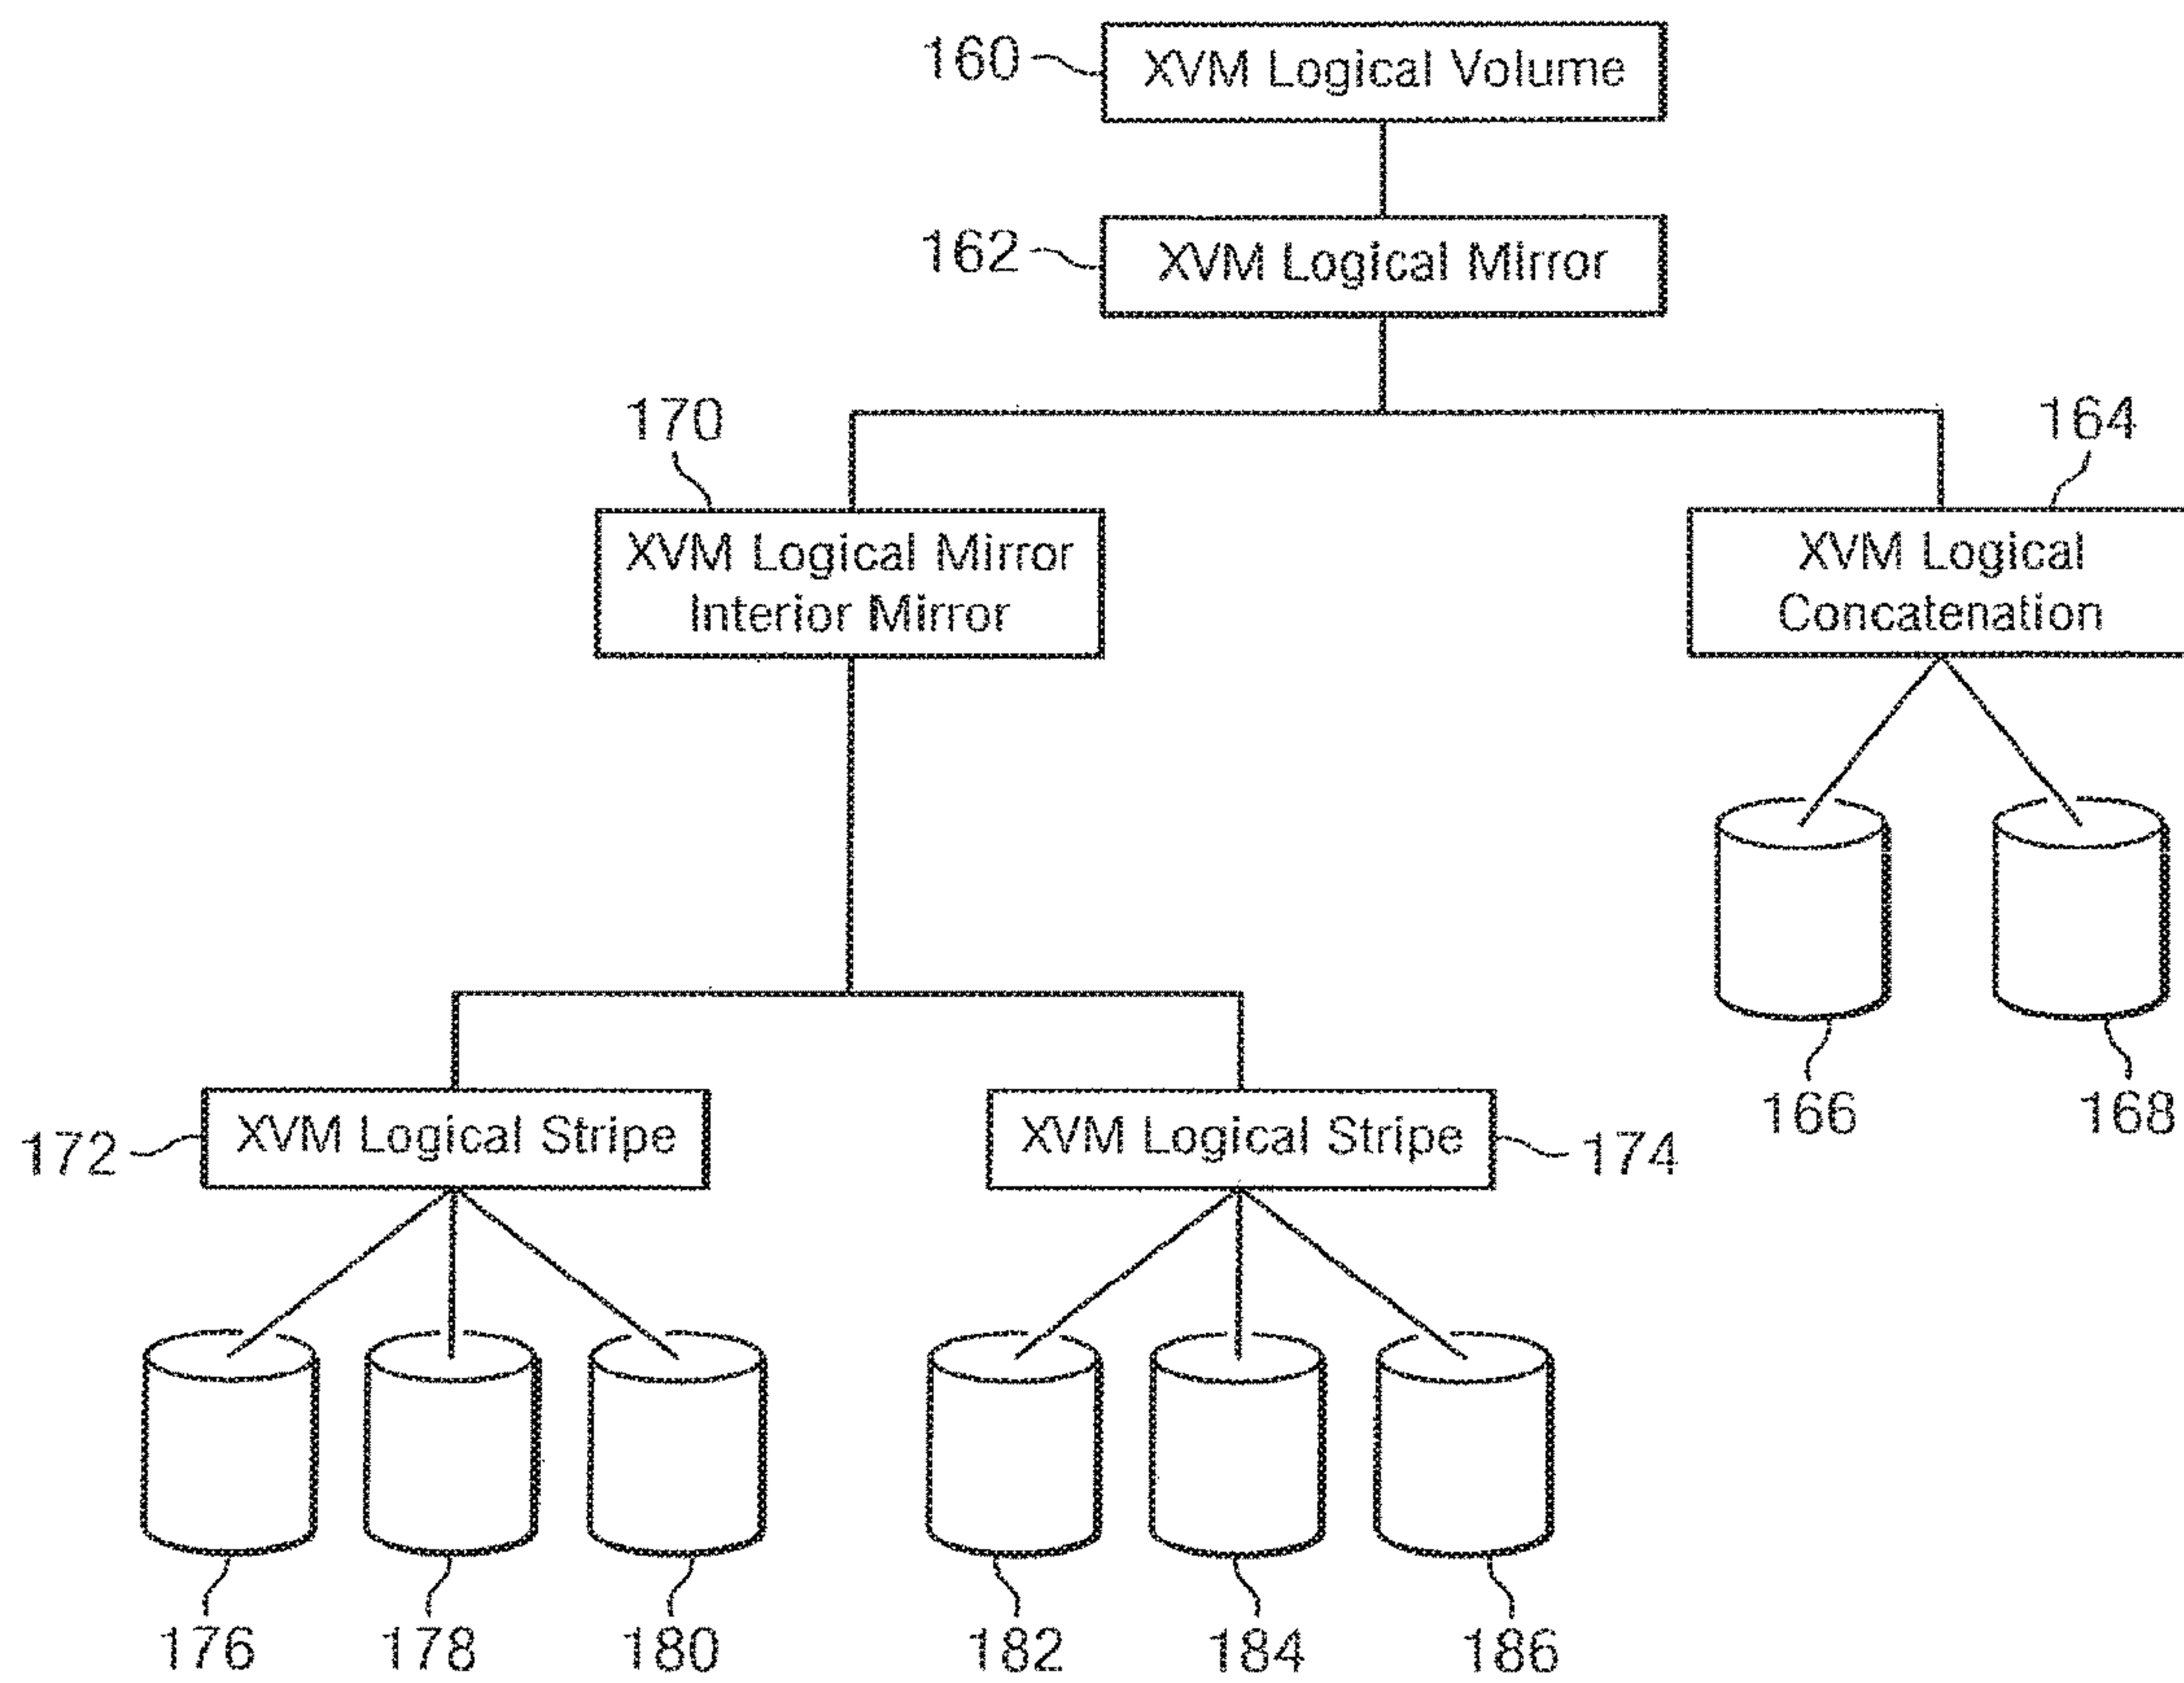 160
XVM Logical Volume
162
XVM Logical Mirror
170
164
XVM Logical Mirror
Interior Mirror
XVM Logical
Concatenation
166
168
172
XVM Logical Stripe
XVM Logical Stripe
174
176
178
180
182
184
186